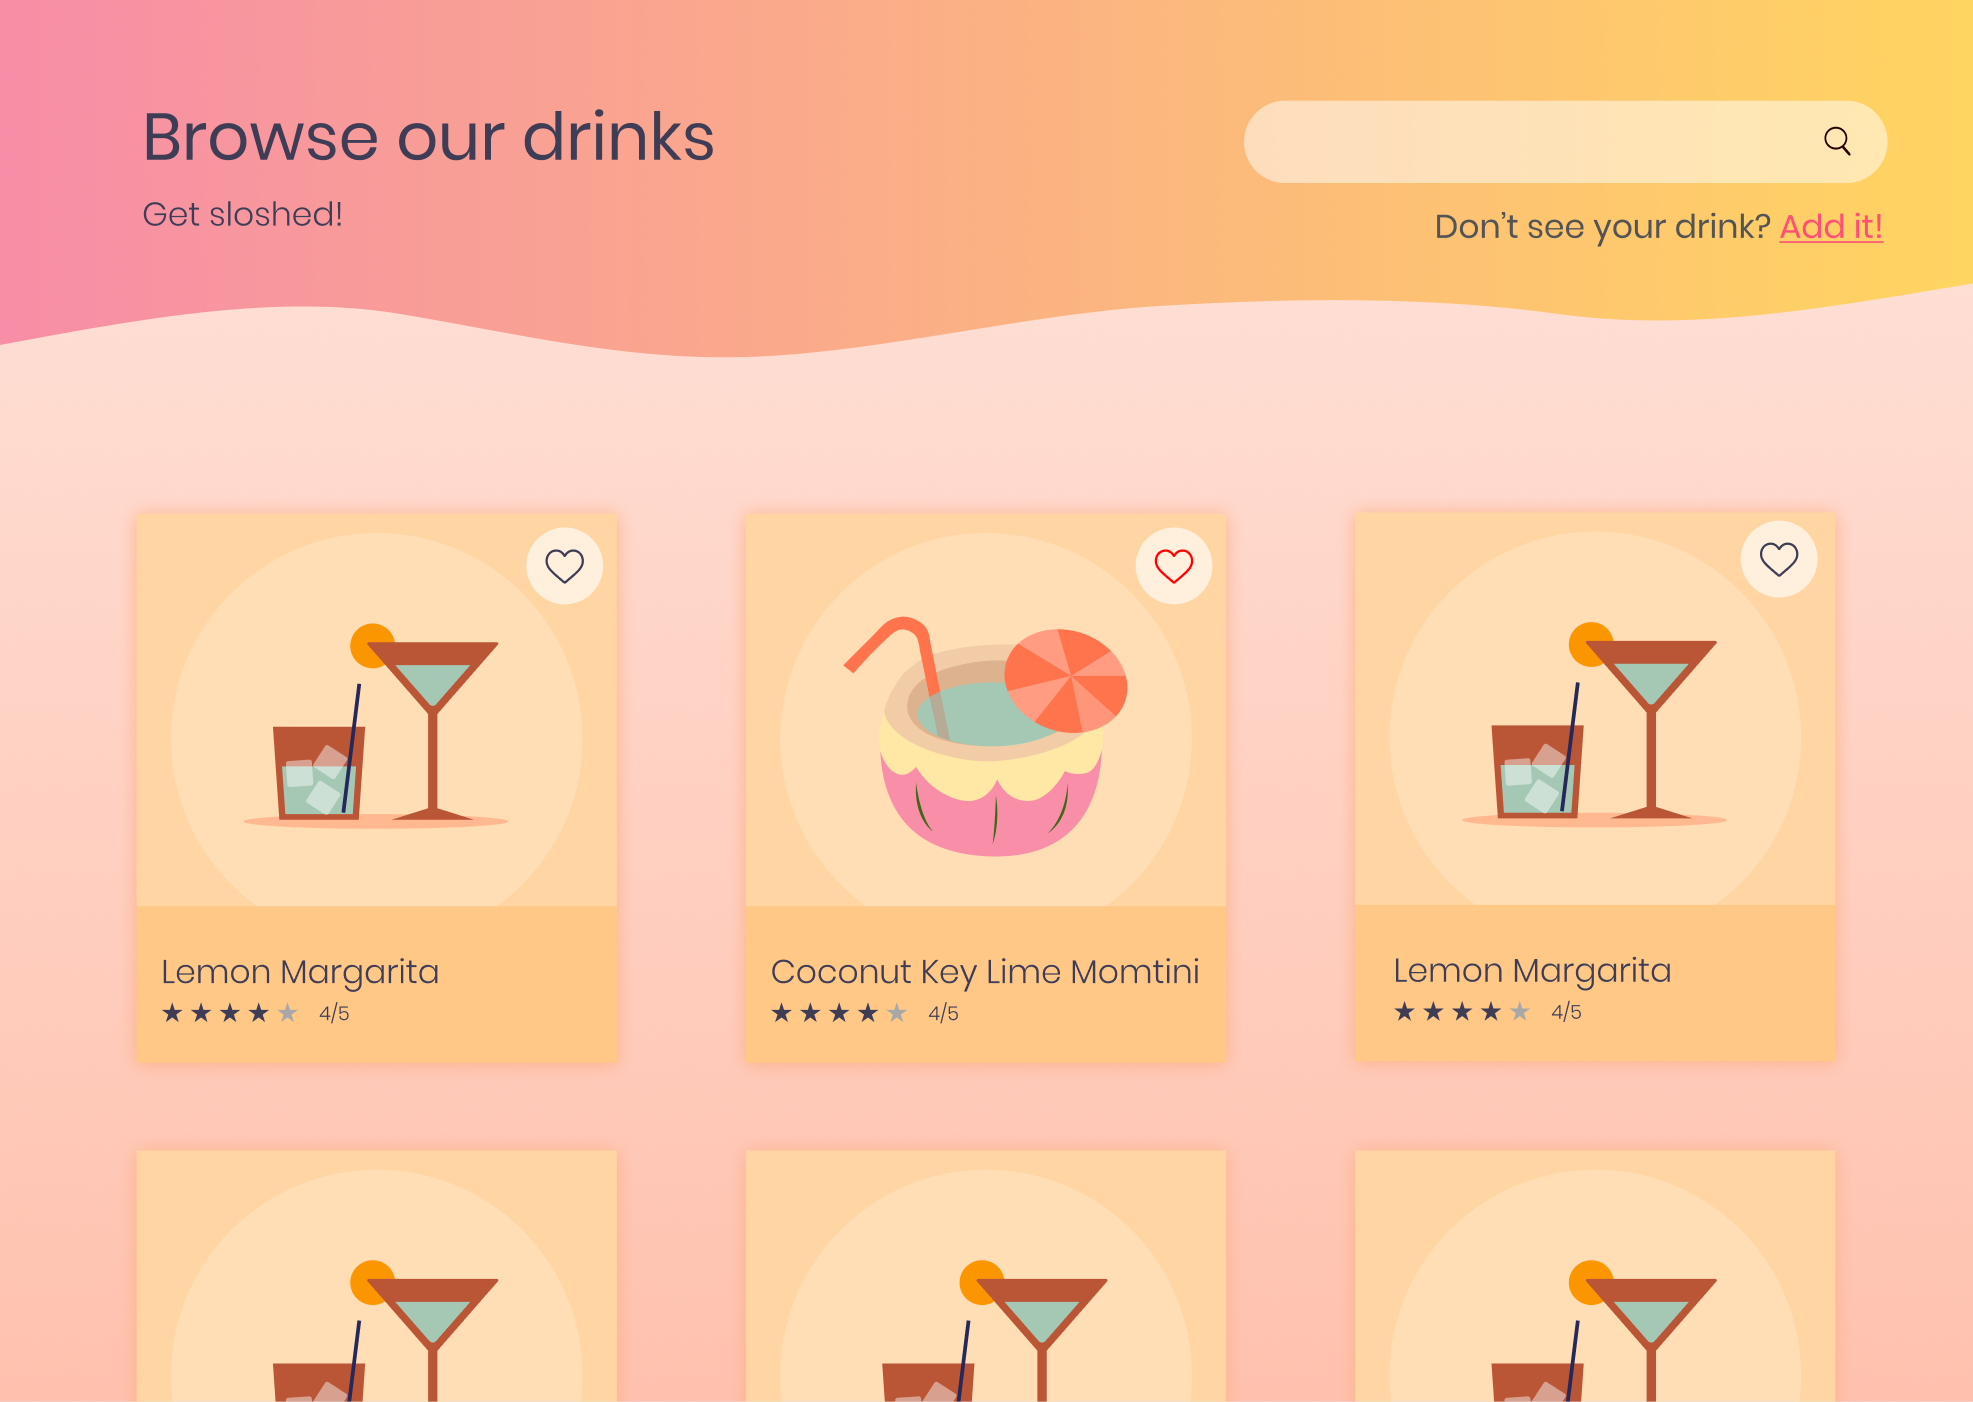 Browse our drinks
Get sloshed!
Don't see your drink? Add it!
Lemon Margarita
4/5
Coconut Key Lime Momtini
4/5
Lemon Margarita
4/5